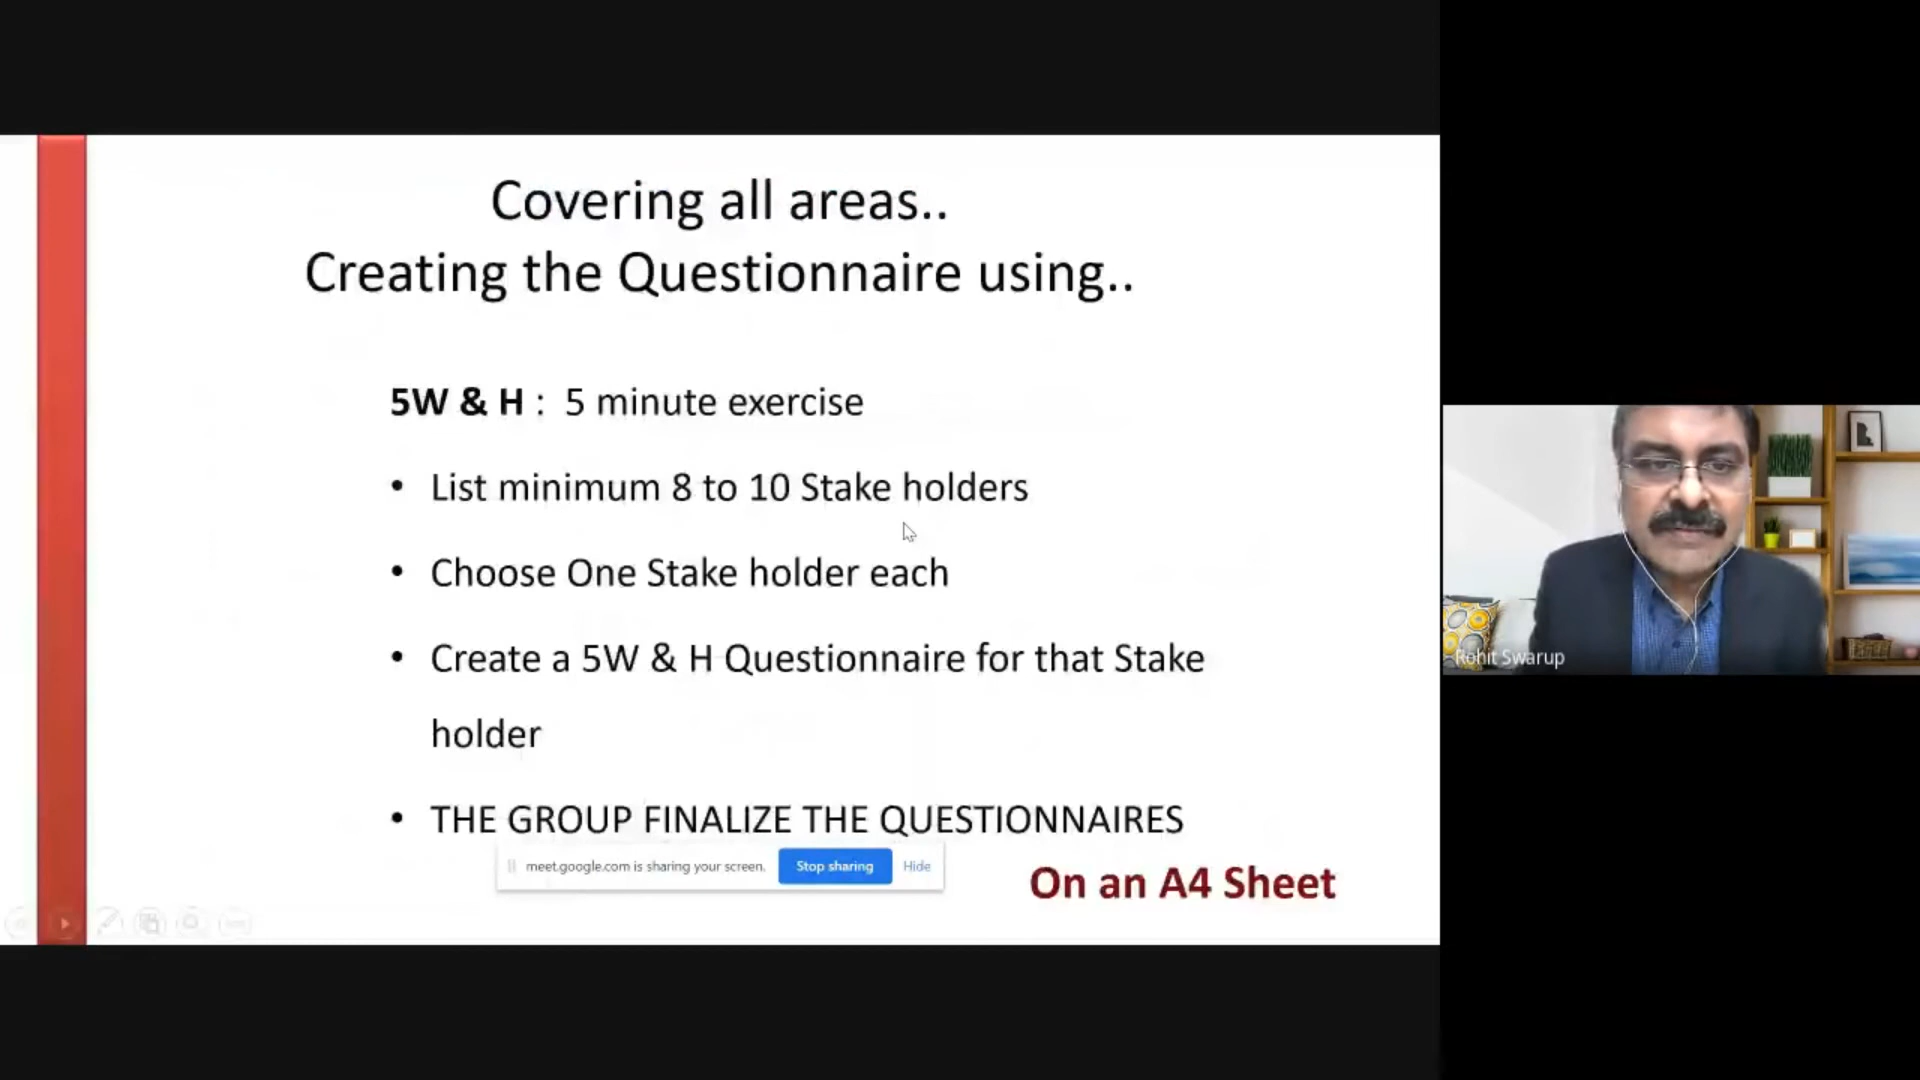 Covering all areas..
Creating the Questionnaire using..
5W & H :  5 minute exercise
• List minimum 8 to 10 Stake holders
• Choose One Stake holder each
• Create a 5W & H Questionnaire for that Stake
holder
• THE GROUP FINALIZE THE QUESTIONNAIRES
meet.google.com is sharing your screen. Stop sharing Hide
On an A4 Sheet
Rohit Swarup